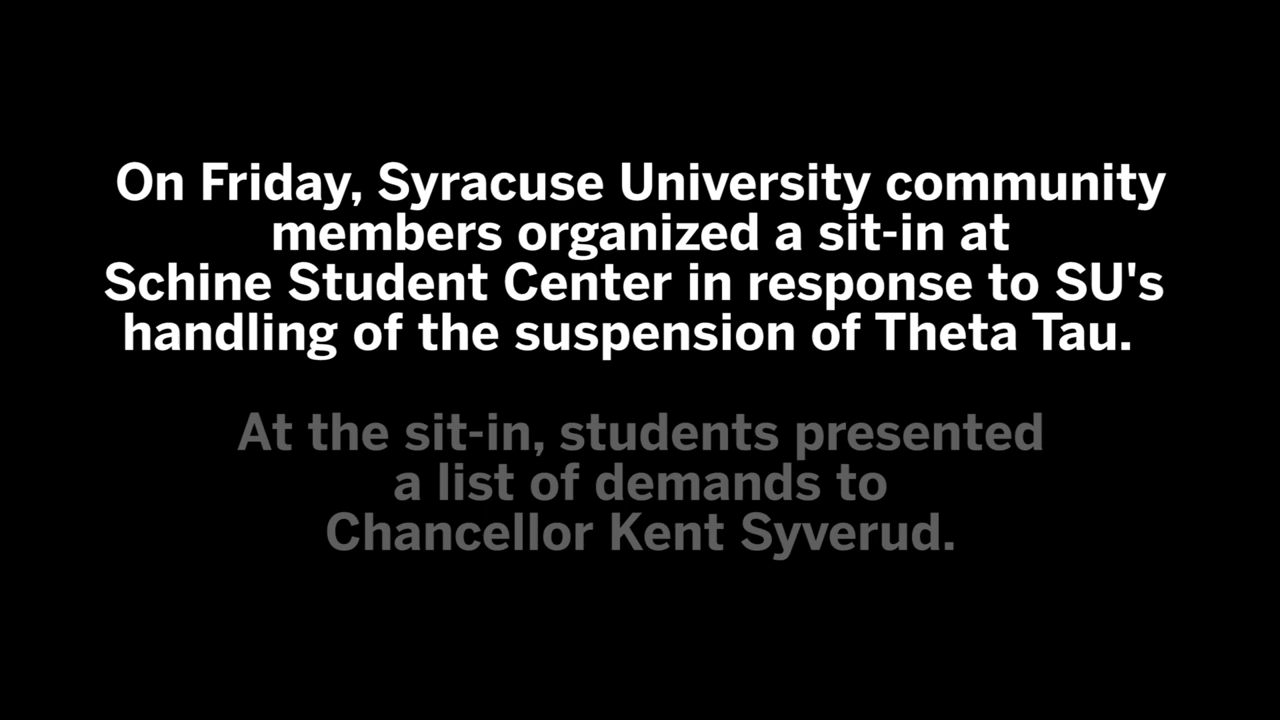 On Friday, Syracuse University community
members organized a sit-in at
Schine Student Center in response to SU's
handling of the suspension of Theta Tau.
At the sit-in, students presented
a list of demands to
Chancellor Kent Syverud.